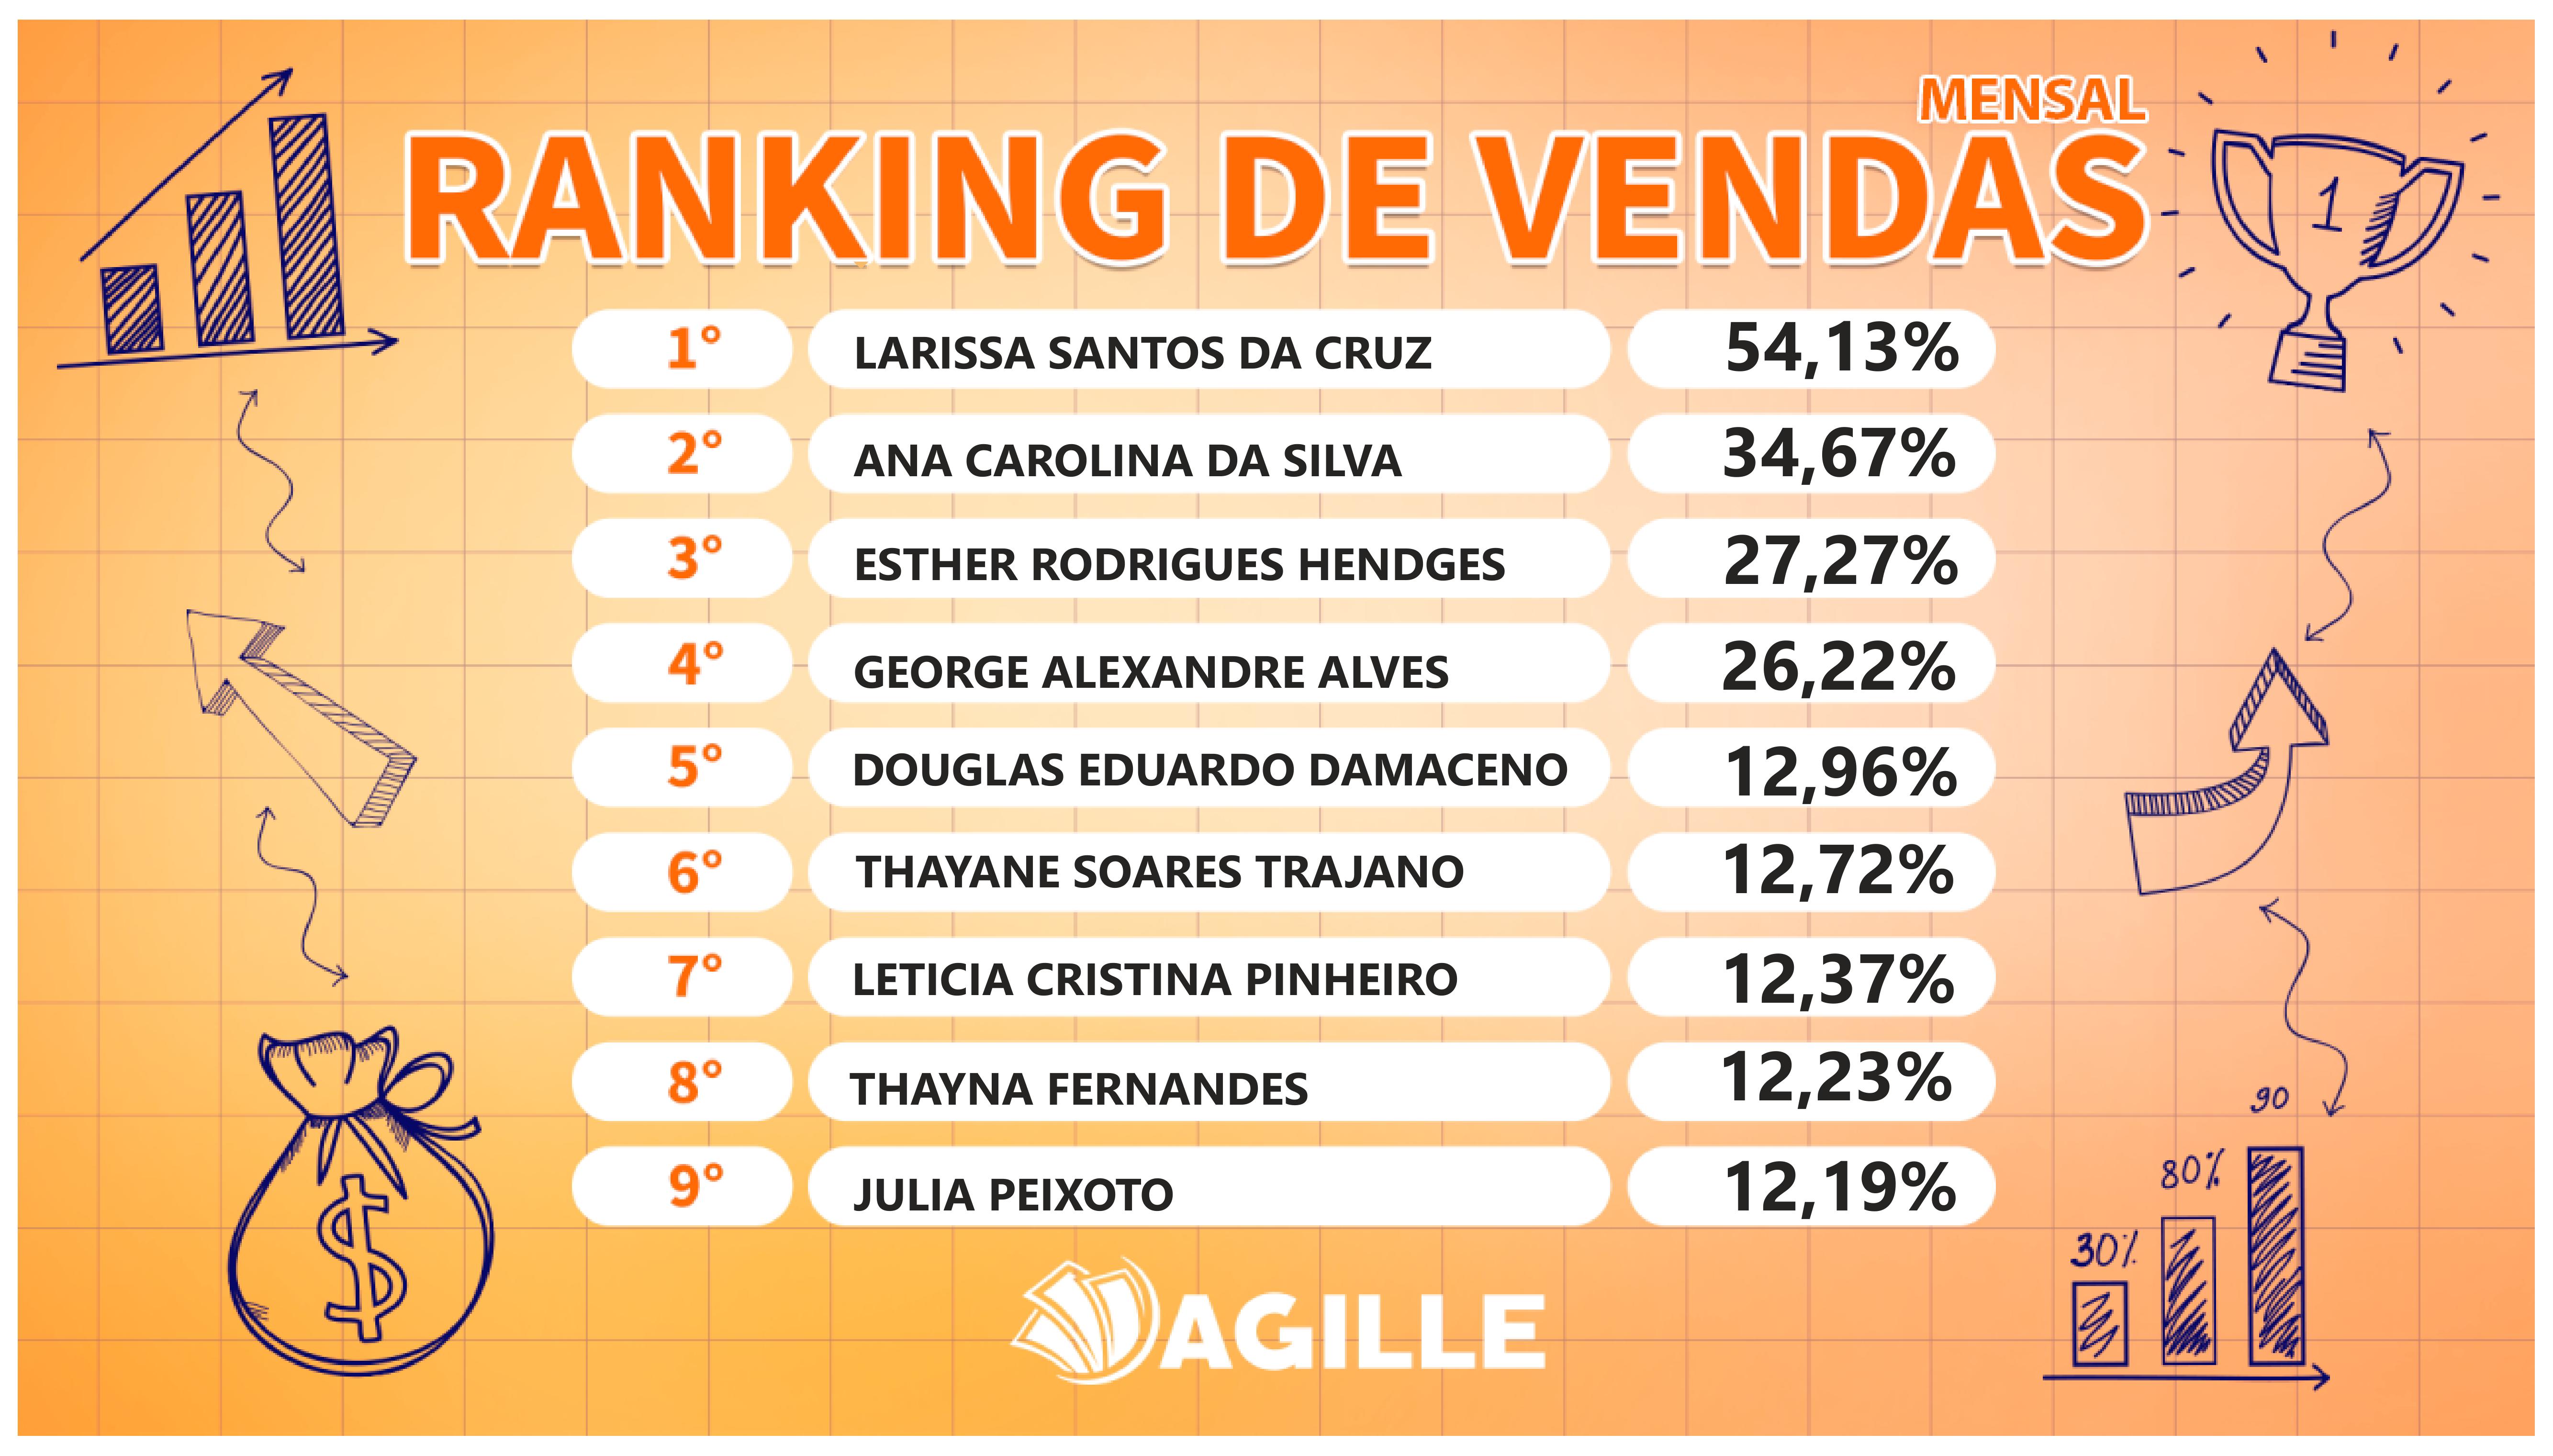 MENSAL
RANKING DE VENDAS
1
1° LARISSA SANTOS DA CRUZ 54,13%
2° ANA CAROLINA DA SILVA 34,67%
3° ESTHER RODRIGUES HENDGES 27,27%
4° GEORGE ALEXANDRE ALVES 26,22%
5° DOUGLAS EDUARDO DAMACENO 12,96%
6° THAYANE SOARES TRAJANO 12,72%
7° LETICIA CRISTINA PINHEIRO 12,37%
8° THAYNA FERNANDES 12,23%
9° JULIA PEIXOTO 12,19%
90
80%
30%
$
AGILLE